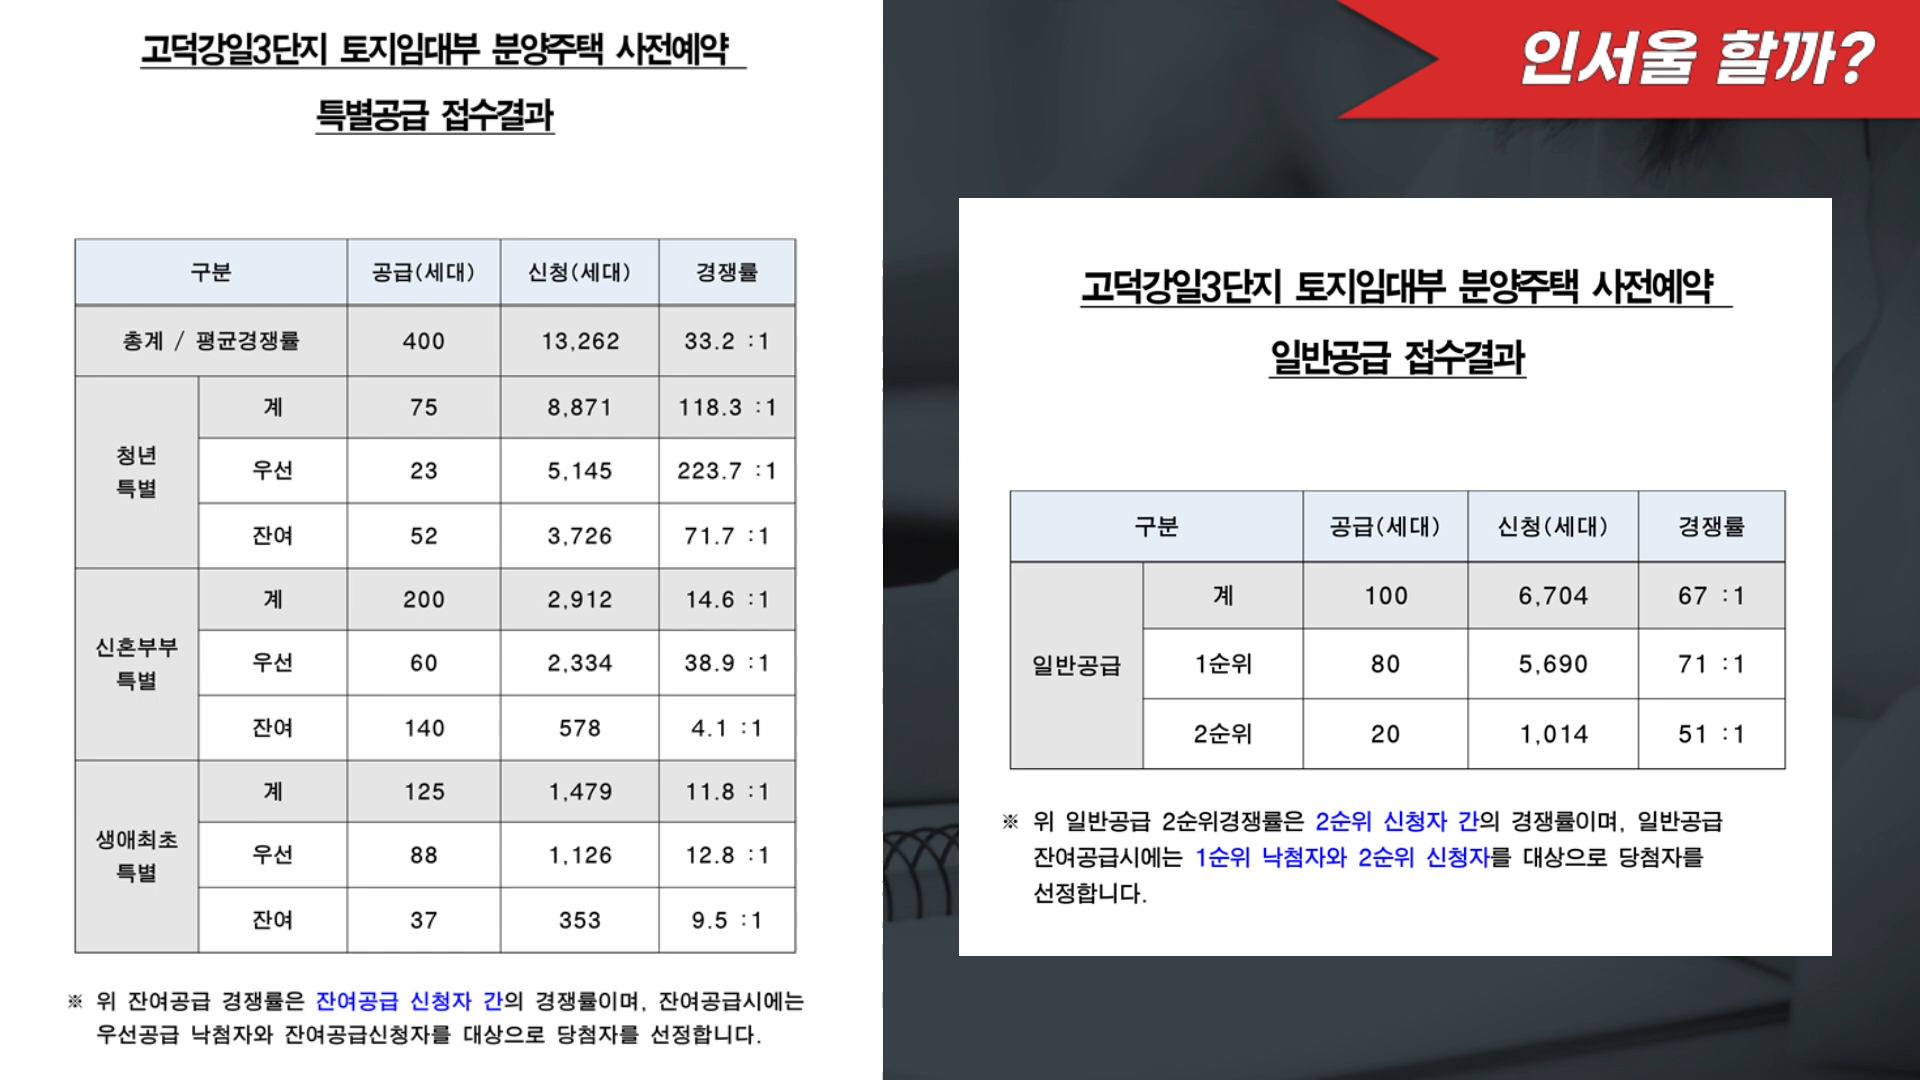 고덕강일3단지 토지임대부 분양주택 사전예약
특별공급 접수결과
구분 공급(세대) 신청(세대) 경쟁률
총계 / 평균경쟁률 400 13,262 33.2 :1
청년 특별 계 75 8,871 118.3 :1
우선 23 5,145 223.7 :1
잔여 52 3,726 71.7 :1
신혼부부 특별 계 200 2,912 14.6 :1
우선 60 2,334 38.9 :1
잔여 140 578 4.1 :1
생애최초 특별 계 125 1,479 11.8 :1
우선 88 1,126 12.8 :1
잔여 37 353 9.5 :1
※ 위 잔여공급 경쟁률은 잔여공급 신청자 간의 경쟁률이며, 잔여공급시에는
우선공급 낙첨자와 잔여공급신청자를 대상으로 당첨자를 선정합니다.
인서울 할까?
고덕강일3단지 토지임대부 분양주택 사전예약
일반공급 접수결과
구분 공급(세대) 신청(세대) 경쟁률
일반공급 계 100 6,704 67 :1
1순위 80 5,690 71 :1
2순위 20 1,014 51 :1
※ 위 일반공급 2순위경쟁률은 2순위 신청자 간의 경쟁률이며, 일반공급
잔여공급시에는 1순위 낙첨자와 2순위 신청자를 대상으로 당첨자를
선정합니다.